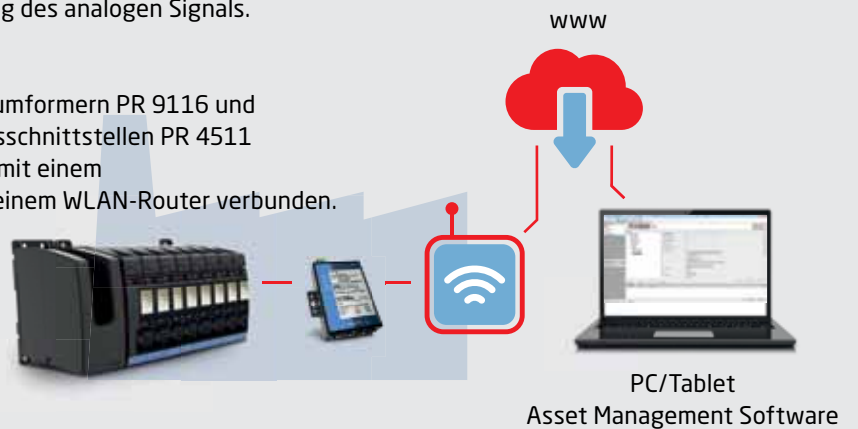 g des analogen Signals.
umformern PR 9116 und
sschnittstellen PR 4511
mit einem
einem WLAN-Router verbunden.
www
PC/Tablet
Asset Management Software